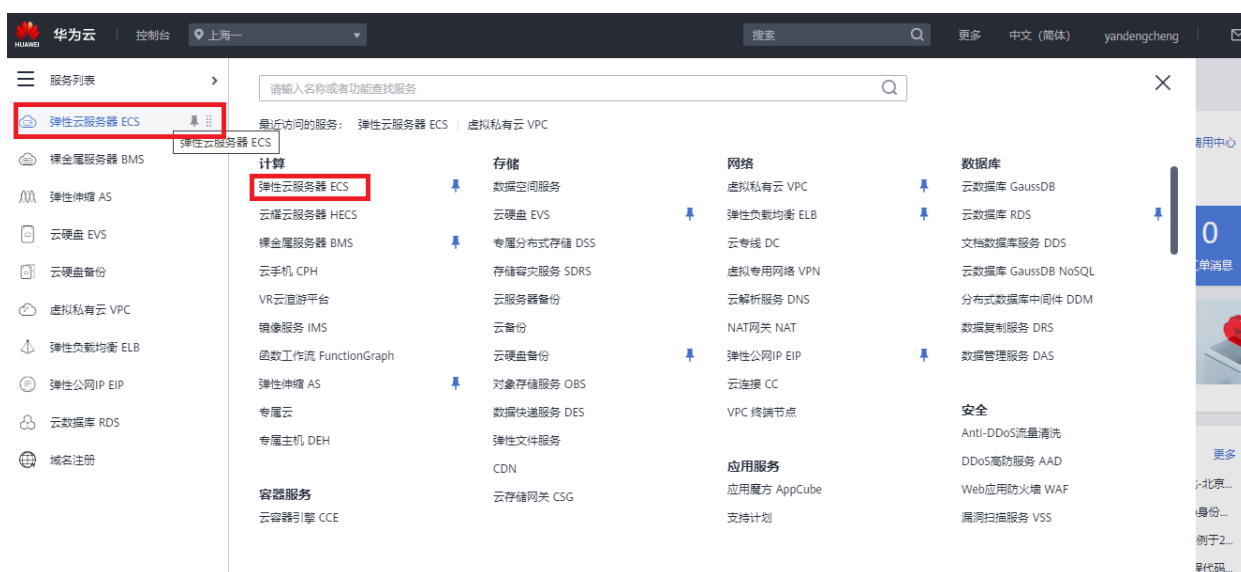 HUAWEI 华为云 控制台 上海一 搜索 更多 中文 (简体) yandengcheng
服务列表
弹性云服务器 ECS
弹性云服务器 ECS
裸金属服务器 BMS
弹性伸缩 AS
云硬盘 EVS
云硬盘备份
虚拟私有云 VPC
弹性负载均衡 ELB
弹性公网IP EIP
云数据库 RDS
域名注册
请输入名称或者功能查找服务
最近访问的服务： 弹性云服务器 ECS 虚拟私有云 VPC
计算
弹性云服务器 ECS
云耀云服务器 HECS
裸金属服务器 BMS
云手机 CPH
VR云渲游平台
镜像服务 IMS
函数工作流 FunctionGraph
弹性伸缩 AS
专属云
专属主机 DEH
容器服务
云容器引擎 CCE
存储
数据空间服务
云硬盘 EVS
专属分布式存储 DSS
存储容灾服务 SDRS
云服务器备份
云备份
云硬盘备份
对象存储服务 OBS
数据快递服务 DES
弹性文件服务
CDN
云存储网关 CSG
网络
虚拟私有云 VPC
弹性负载均衡 ELB
云专线 DC
虚拟专用网络 VPN
云解析服务 DNS
NAT网关 NAT
弹性公网IP EIP
云连接 CC
VPC 终端节点
应用服务
应用魔方 AppCube
支持计划
数据库
云数据库 GaussDB
云数据库 RDS
文档数据库服务 DDS
云数据库 GaussDB NoSQL
分布式数据库中间件 DDM
数据复制服务 DRS
数据管理服务 DAS
安全
Anti-DDoS流量清洗
DDoS高防服务 AAD
Web应用防火墙 WAF
漏洞扫描服务 VSS
用中心
0
单消息
更多
-北京...
身份...
例于2...
代码...